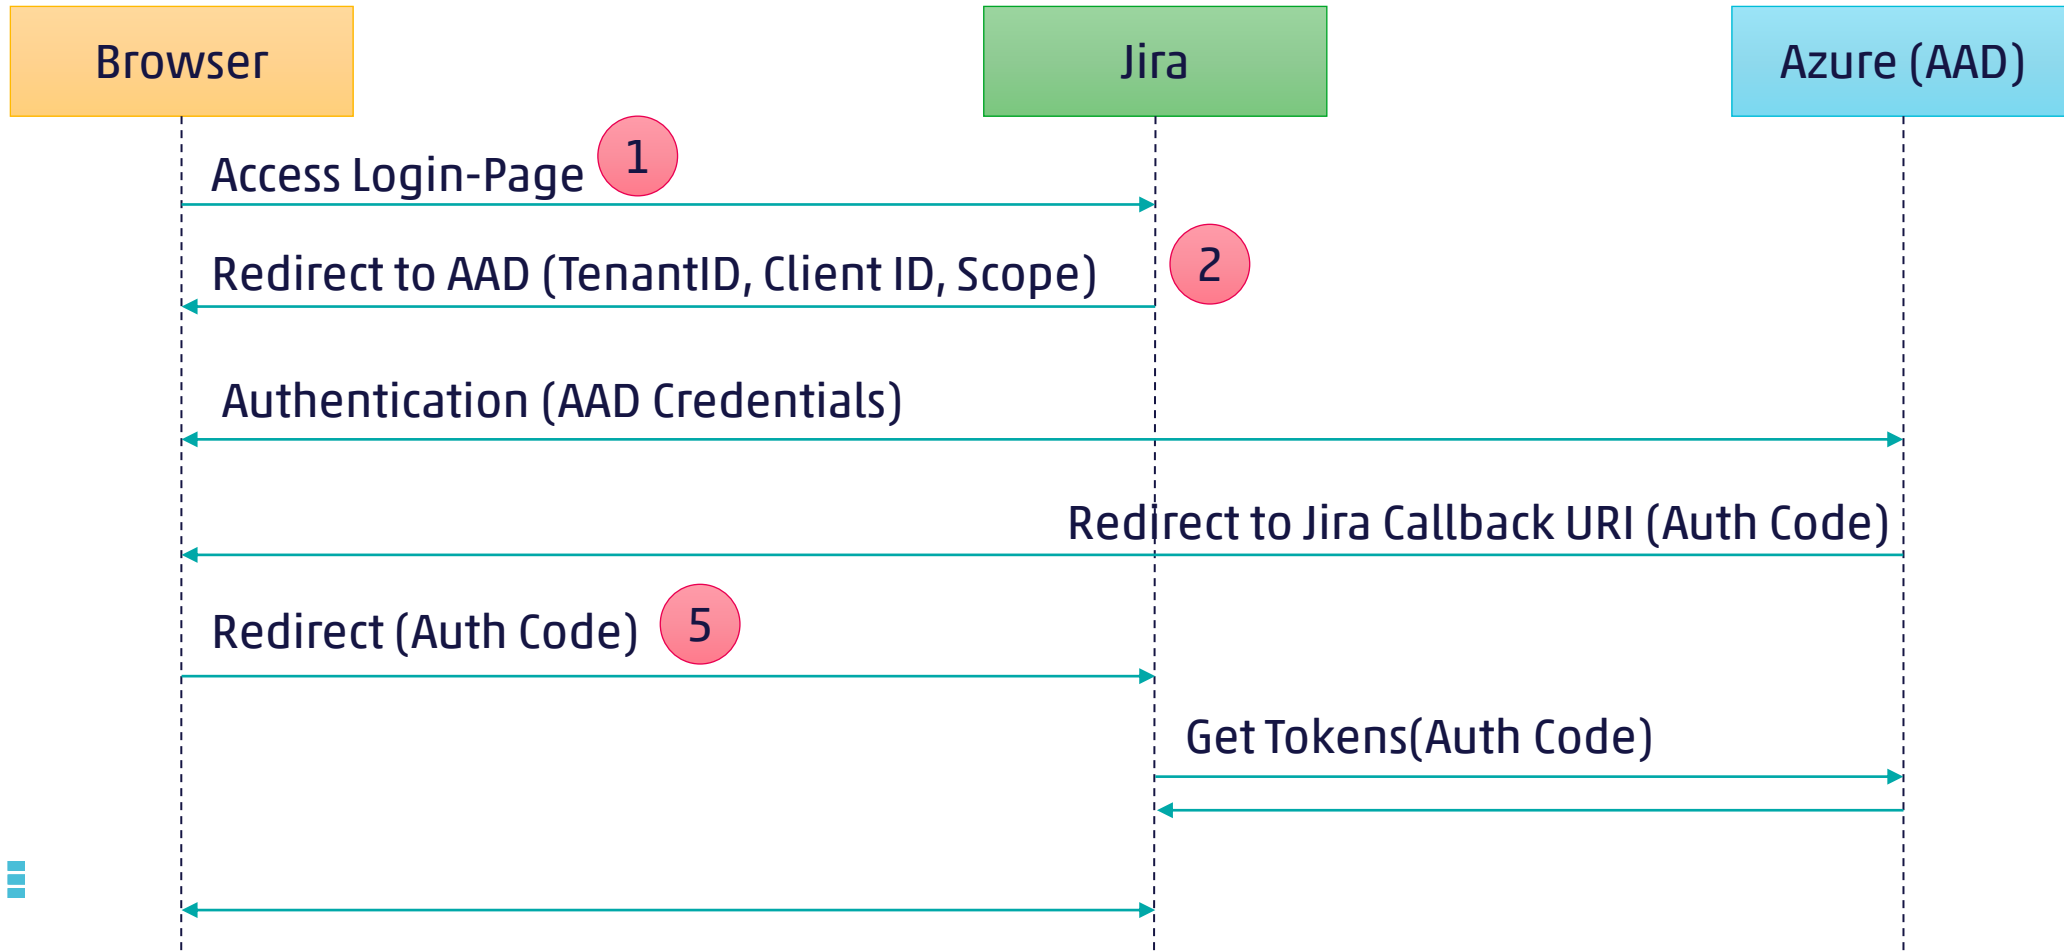 Browser
Jira
Azure (AAD)
Access Login-Page
1
Redirect to AAD (TenantID, Client ID, Scope)
2
Authentication (AAD Credentials)
Redirect to Jira Callback URI (Auth Code)
Redirect (Auth Code)
5
Get Tokens(Auth Code)